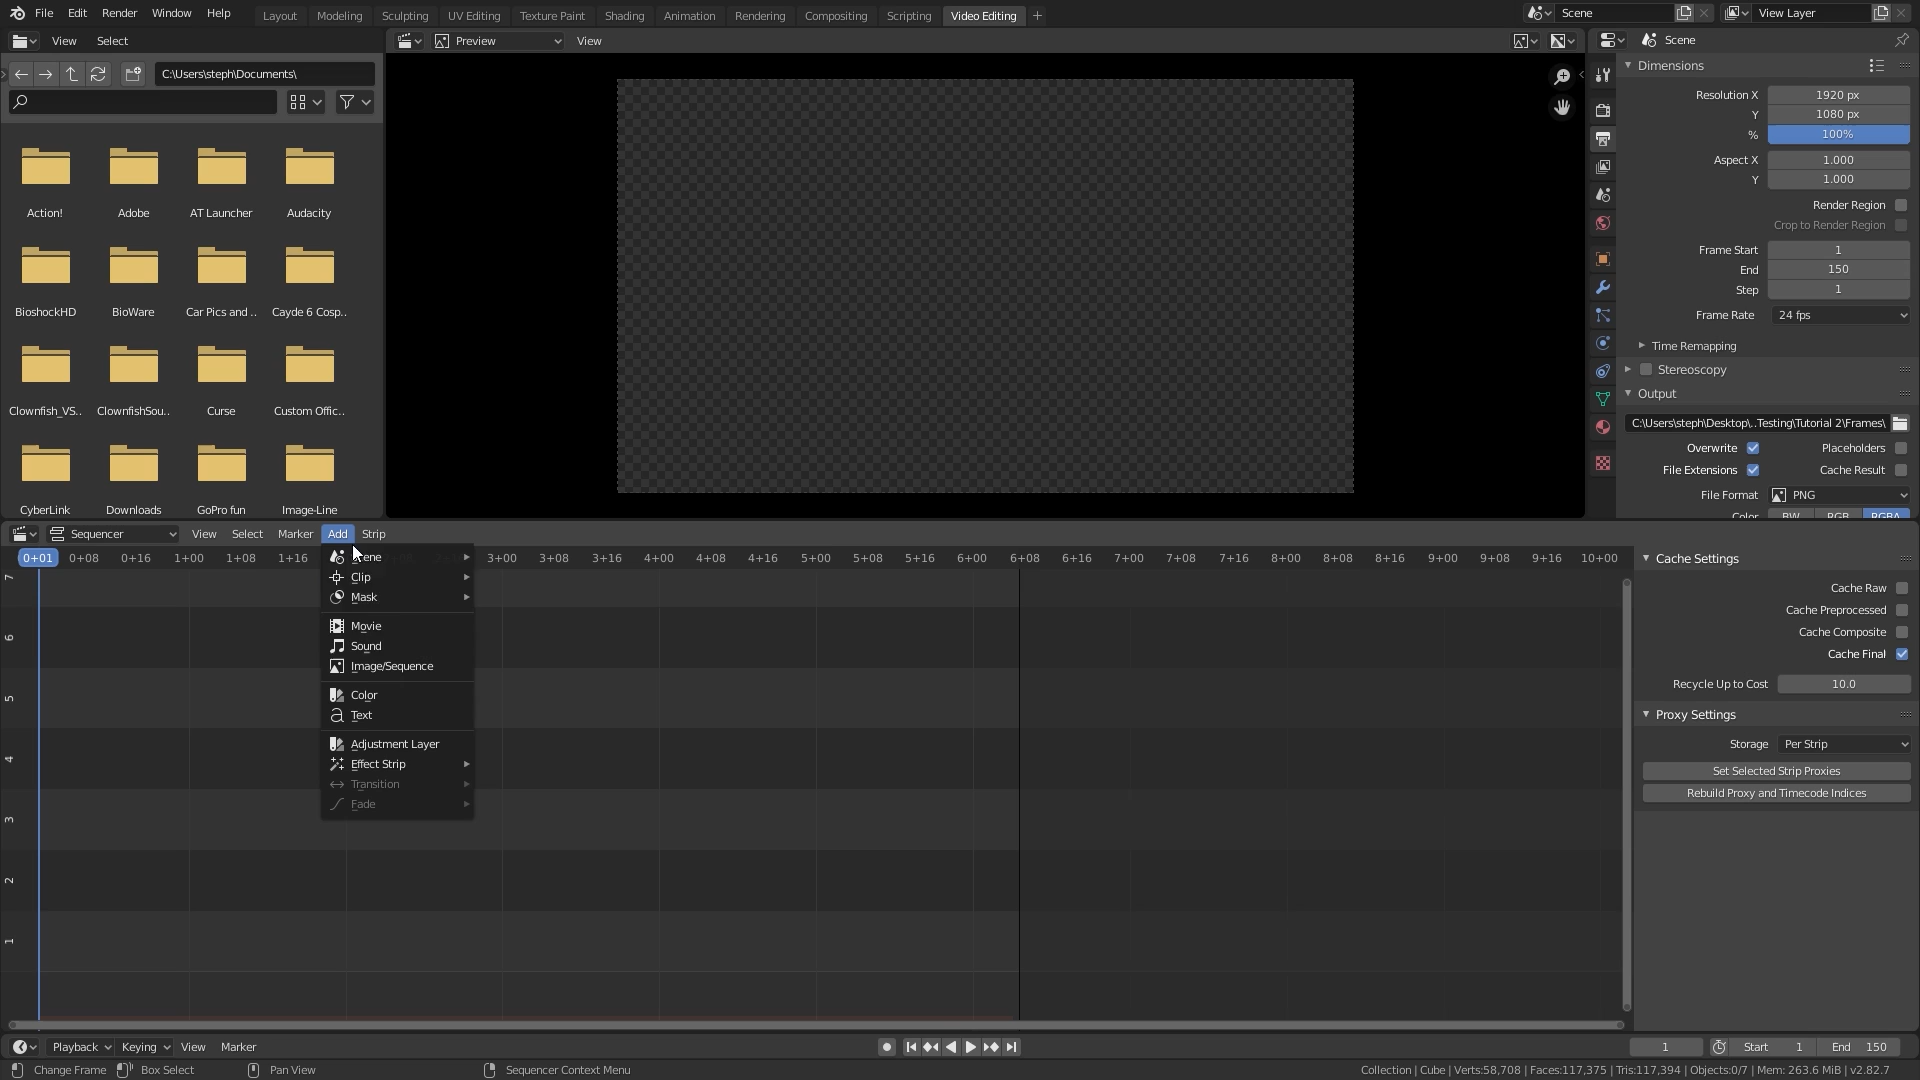 File Edit Render Window Help Layout Modeling Sculpting UV Editing Texture Paint Shading Animation Rendering Compositing Scripting Video Editing + Scene View Layer
View Select
Preview View
Scene
C:\Users\steph\Documents\
Action! Adobe AT Launcher Audacity
BioshockHD BioWare Car Pics and .. Cayde 6 Cosp..
Clownfish_VS.. ClownfishSou.. Curse Custom Offic..
CyberLink Downloads GoPro fun Image-Line
Dimensions
Resolution X 1920 px
Y 1080 px
% 100%
Aspect X 1.000
Y 1.000
Render Region
Crop to Render Region
Frame Start 1
End 150
Step 1
Frame Rate 24 fps
Time Remapping
Stereoscopy
Output
C:\Users\steph\Desktop\..Testing\Tutorial 2\Frames\
Overwrite Placeholders
File Extensions Cache Result
File Format PNG
Color BW RGB RGBA
Sequencer View Select Marker Add Strip
0+01 0+08 0+16 1+00 1+08 1+16 3+00 3+08 3+16 4+00 4+08 4+16 5+00 5+08 5+16 6+00 6+08 6+16 7+00 7+08 7+16 8+00 8+08 8+16 9+00 9+08 9+16 10+00
7
6
5
4
3
2
1
Clip
Mask
Movie
Sound
Image/Sequence
Color
Text
Adjustment Layer
Effect Strip
Transition
Fade
Cache Settings
Cache Raw
Cache Preprocessed
Cache Composite
Cache Final
Recycle Up to Cost 10.0
Proxy Settings
Storage Per Strip
Set Selected Strip Proxies
Rebuild Proxy and Timecode Indices
Playback Keying View Marker 1 Start 1 End 150
Change Frame Box Select Pan View Sequencer Context Menu Collection | Cube | Verts:58,708 | Faces:117,375 | Tris:117,394 | Objects:0/7 | Mem: 263.6 MiB | v2.82.7